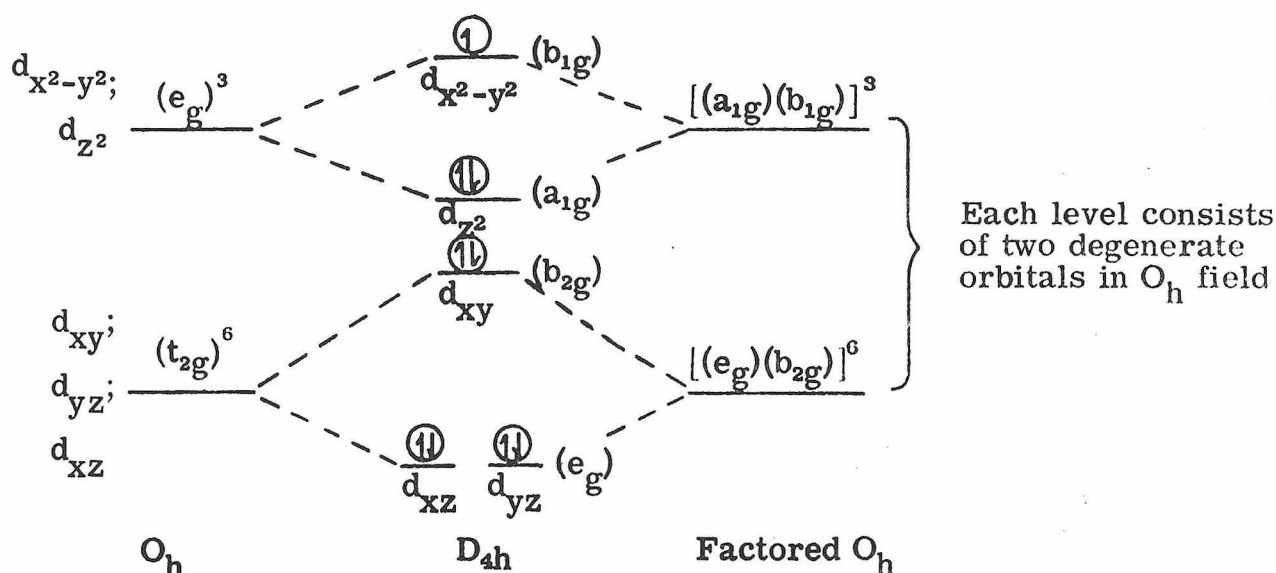 d_{x²-y²};
(e_g)³
d_{z²}
(b_{1g})
d_{x²-y²}
[(a_{1g})(b_{1g})]³
(a_{1g})
d_{z²}
(b_{2g})
d_{xy}
Each level consists
of two degenerate
orbitals in O_h field
d_{xy};
(t_{2g})⁶
d_{yz};
d_{xz}
[(e_g)(b_{2g})]⁶
(e_g)
d_{xz} d_{yz}
O_h D_{4h} Factored O_h